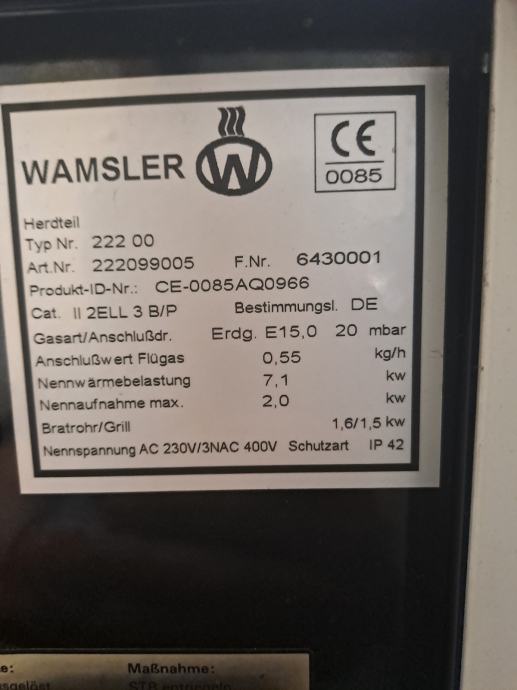 WAMSLER W CE
0085
Herdteil
Typ Nr. 222 00
Art.Nr. 222099005 F.Nr. 6430001
Produkt-ID-Nr.: CE-0085AQ0966
Cat. II 2ELL 3 B/P Bestimmungsl. DE
Gasart/Anschlußdr. Erdg. E15,0 20 mbar
Anschlußwert Flügas 0,55 kg/h
Nennwärmebelastung 7,1 kw
Nennaufnahme max. 2,0 kw
Bratrohr/Grill 1,6/1,5 kw
Nennspannung AC 230V/3NAC 400V Schutzart IP 42
Maßnahme: